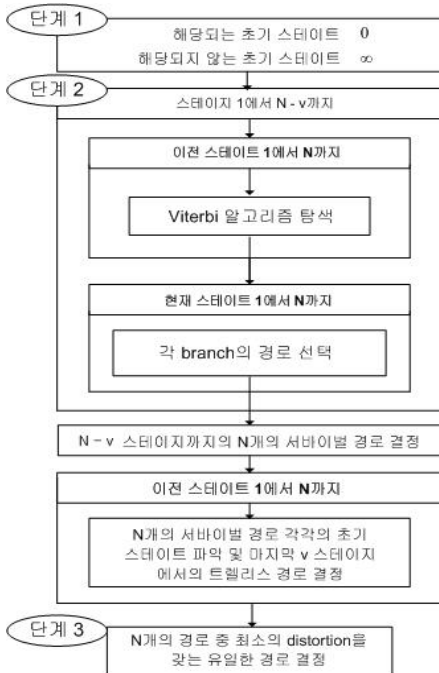 단계 1
해당되는 초기 스테이트 0
해당되지 않는 초기 스테이트 ∞
단계 2
스테이지 1에서 N - v까지
이전 스테이트 1에서 N까지
Viterbi 알고리즘 탐색
현재 스테이트 1에서 N까지
각 branch의 경로 선택
N - v 스테이지까지의 N개의 서바이벌 경로 결정
이전 스테이트 1에서 N까지
N개의 서바이벌 경로 각각의 초기
스테이트 파악 및 마지막 v 스테이지
에서의 트렐리스 경로 결정
단계 3
N개의 경로 중 최소의 distortion을
갖는 유일한 경로 결정